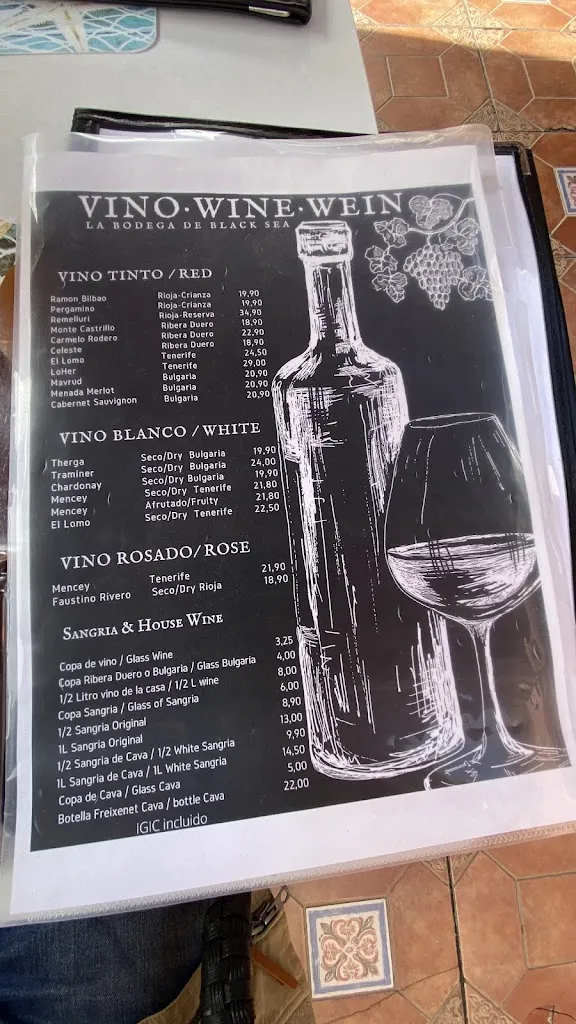 VINO·WINE·WEIN
LA BODEGA DE BLACK SEA
VINO TINTO / RED
Ramon Bilbao Rioja-Crianza 19,90
Pergamino Rioja-Crianza 19,90
Remelluri Rioja-Reserva 34,90
Monte Castrillo Ribera Duero 18,90
Carmelo Rodero Ribera Duero 22,90
Celeste Ribera Duero 18,90
El Lomo Tenerife 24,50
LoHer Tenerife 29,00
Mavrud Bulgaria 20,90
Menada Merlot Bulgaria 20,90
Cabernet Sauvignon Bulgaria 20,90
VINO BLANCO / WHITE
Therga Seco/Dry Bulgaria 19,90
Traminer Seco/Dry Bulgaria 24,00
Chardonay Seco/Dry Bulgaria 19,90
Mencey Seco/Dry Tenerife 21,80
Mencey Afrutado/Fruity 21,80
El Lomo Seco/Dry Tenerife 22,50
VINO ROSADO/ROSE
Mencey Tenerife 21,90
Faustino Rivero Seco/Dry Rioja 18,90
SANGRIA & HOUSE WINE
Copa de vino / Glass Wine 3,25
Copa Ribera Duero o Bulgaria / Glass Bulgaria 4,00
1/2 Litro vino de la casa / 1/2 L wine 8,00
Copa Sangria / Glass of Sangria 6,00
1/2 Sangria Original 8,90
1L Sangria Original 13,00
1/2 Sangria de Cava / 1/2 White Sangria 9,90
1L Sangria de Cava / 1L White Sangria 14,50
Copa de Cava / Glass Cava 5,00
Botella Freixenet Cava / bottle Cava 22,00
IGIC incluido